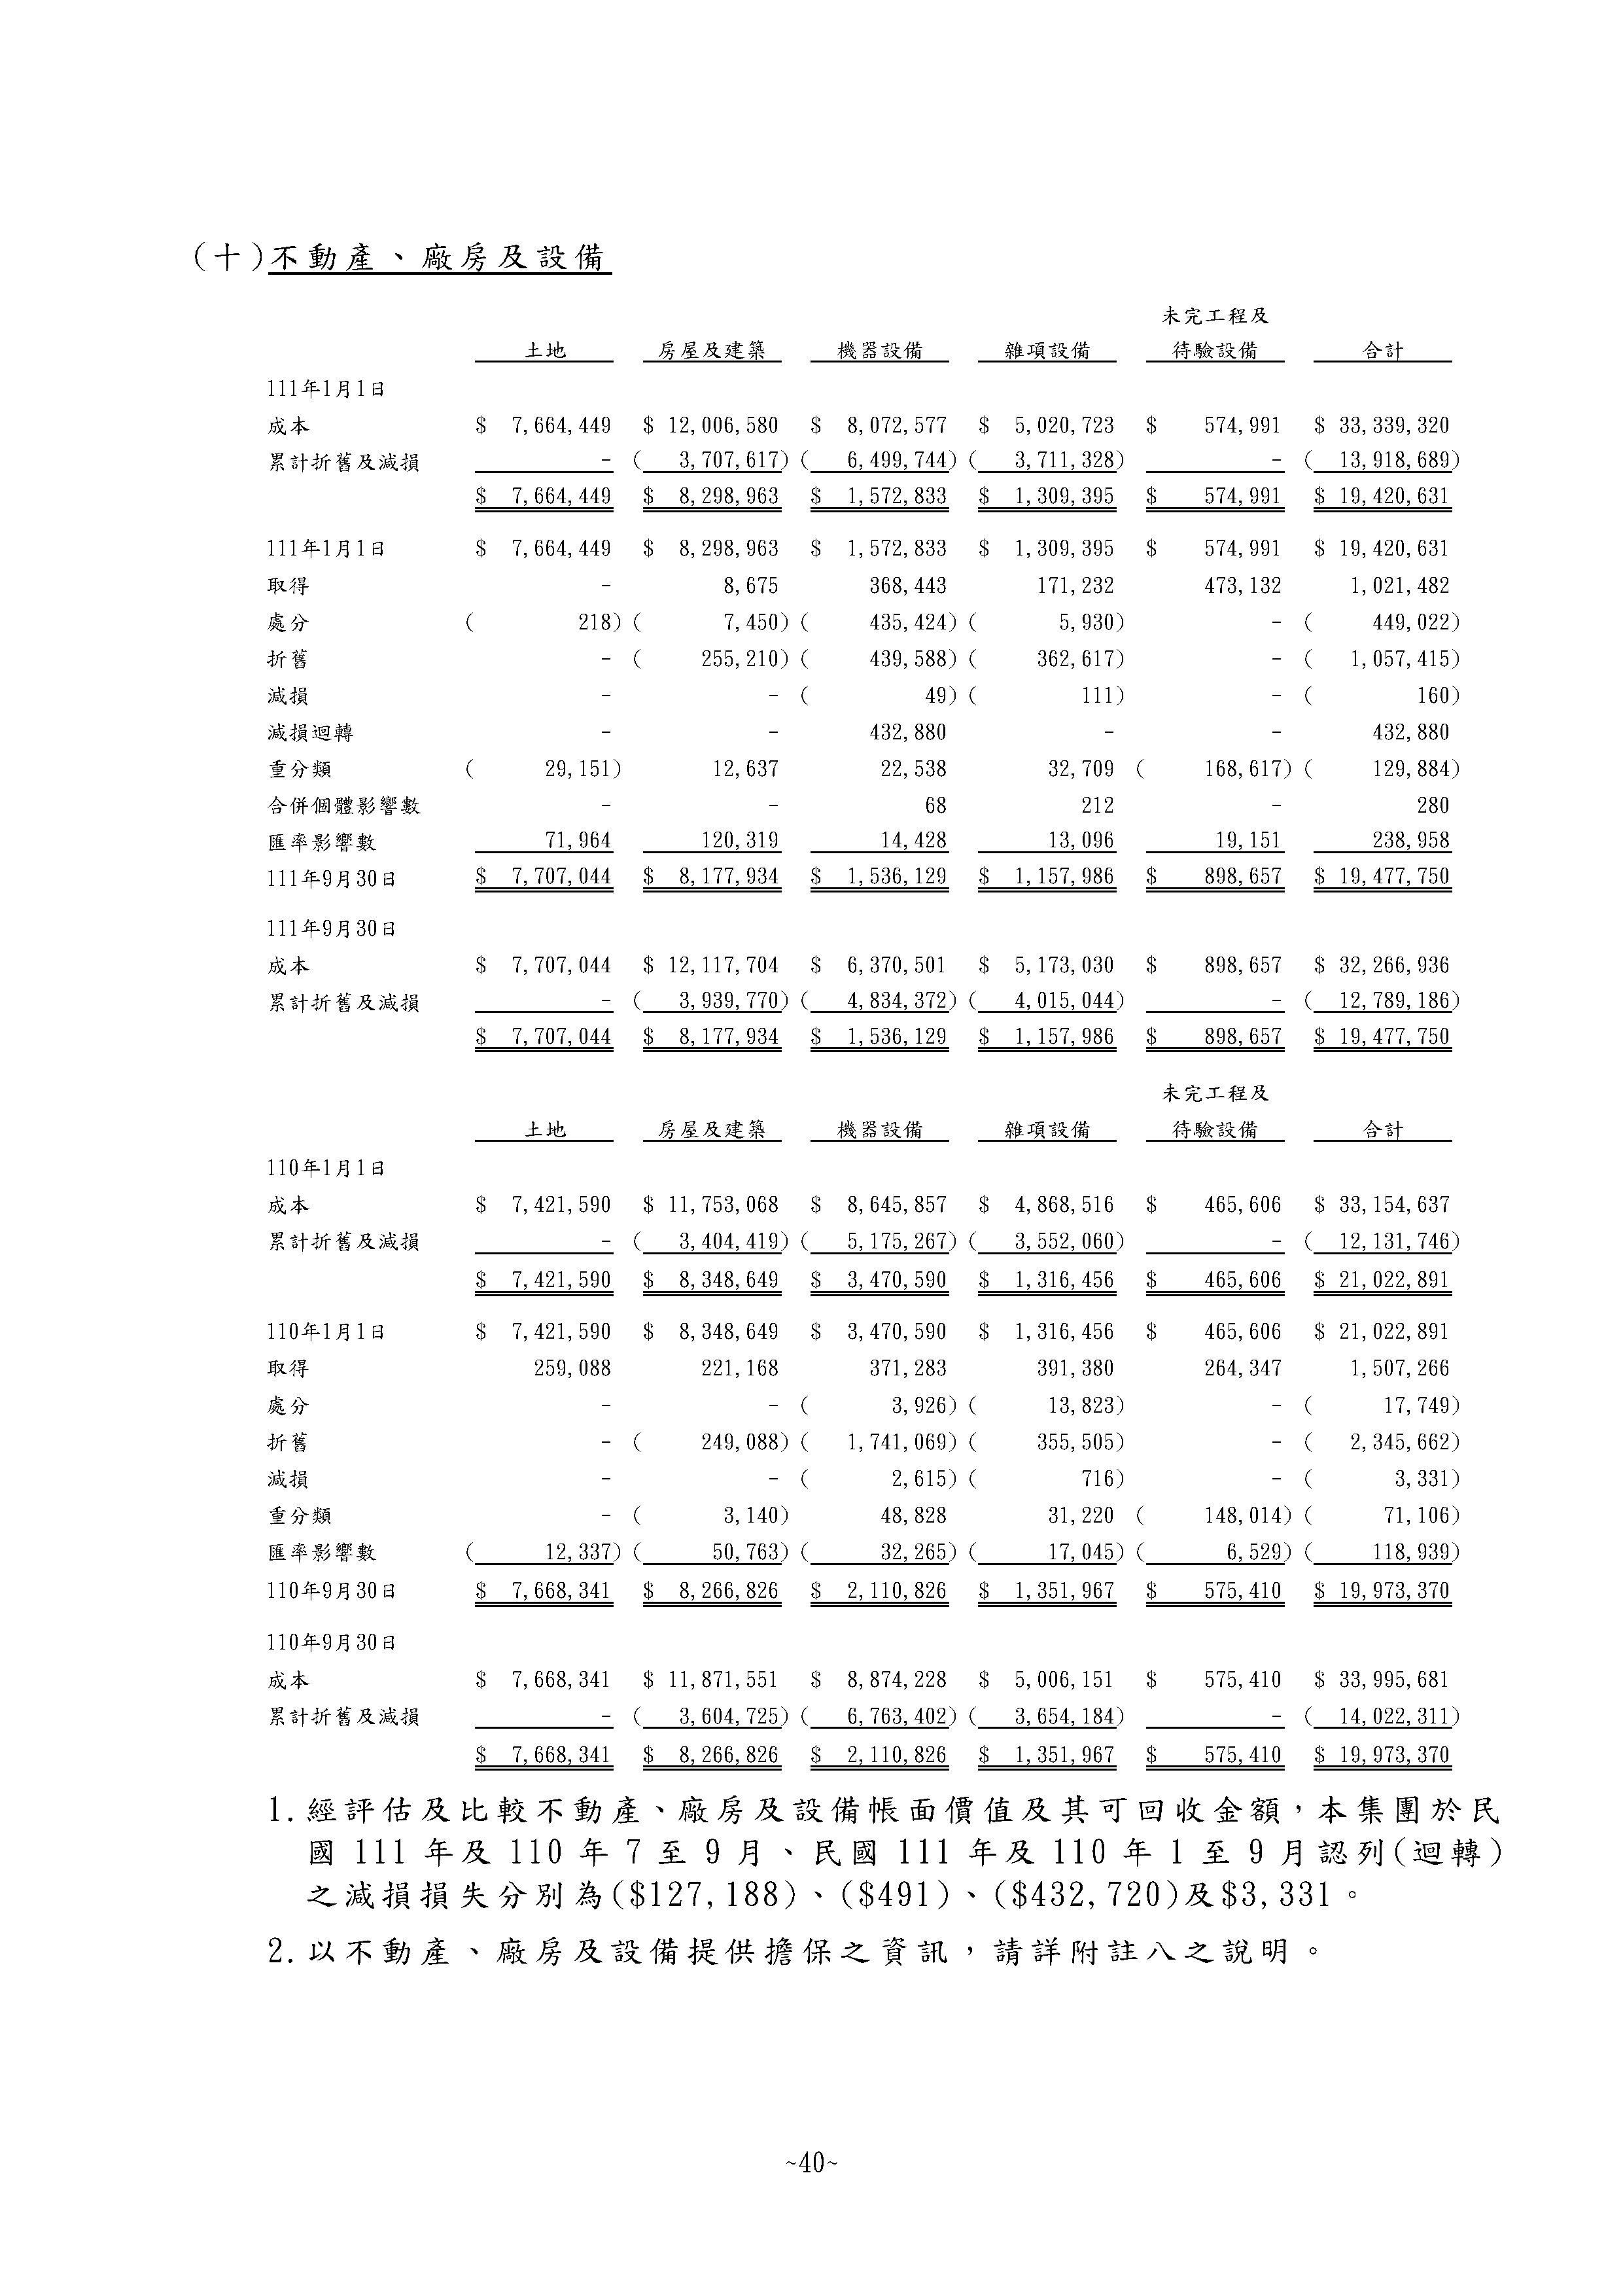 (十)不動產、廠房及設備
未完工程及
土地 房屋及建築 機器設備 雜項設備 待驗設備 合計
111年1月1日
成本 $ 7,664,449 $ 12,006,580 $ 8,072,577 $ 5,020,723 $ 574,991 $ 33,339,320
累計折舊及減損 - ( 3,707,617) ( 6,499,744) ( 3,711,328) - ( 13,918,689)
$ 7,664,449 $ 8,298,963 $ 1,572,833 $ 1,309,395 $ 574,991 $ 19,420,631
111年1月1日 $ 7,664,449 $ 8,298,963 $ 1,572,833 $ 1,309,395 $ 574,991 $ 19,420,631
取得 - 8,675 368,443 171,232 473,132 1,021,482
處分 ( 218) ( 7,450) ( 435,424) ( 5,930) - ( 449,022)
折舊 - ( 255,210) ( 439,588) ( 362,617) - ( 1,057,415)
減損 - - ( 49) ( 111) - ( 160)
減損迴轉 - - 432,880 - - 432,880
重分類 ( 29,151) 12,637 22,538 32,709 ( 168,617) ( 129,884)
合併個體影響數 - - 68 212 - 280
匯率影響數 71,964 120,319 14,428 13,096 19,151 238,958
111年9月30日 $ 7,707,044 $ 8,177,934 $ 1,536,129 $ 1,157,986 $ 898,657 $ 19,477,750
111年9月30日
成本 $ 7,707,044 $ 12,117,704 $ 6,370,501 $ 5,173,030 $ 898,657 $ 32,266,936
累計折舊及減損 - ( 3,939,770) ( 4,834,372) ( 4,015,044) - ( 12,789,186)
$ 7,707,044 $ 8,177,934 $ 1,536,129 $ 1,157,986 $ 898,657 $ 19,477,750
未完工程及
土地 房屋及建築 機器設備 雜項設備 待驗設備 合計
110年1月1日
成本 $ 7,421,590 $ 11,753,068 $ 8,645,857 $ 4,868,516 $ 465,606 $ 33,154,637
累計折舊及減損 - ( 3,404,419) ( 5,175,267) ( 3,552,060) - ( 12,131,746)
$ 7,421,590 $ 8,348,649 $ 3,470,590 $ 1,316,456 $ 465,606 $ 21,022,891
110年1月1日 $ 7,421,590 $ 8,348,649 $ 3,470,590 $ 1,316,456 $ 465,606 $ 21,022,891
取得 259,088 221,168 371,283 391,380 264,347 1,507,266
處分 - - ( 3,926) ( 13,823) - ( 17,749)
折舊 - ( 249,088) ( 1,741,069) ( 355,505) - ( 2,345,662)
減損 - - ( 2,615) ( 716) - ( 3,331)
重分類 - ( 3,140) 48,828 31,220 ( 148,014) ( 71,106)
匯率影響數 ( 12,337) ( 50,763) ( 32,265) ( 17,045) ( 6,529) ( 118,939)
110年9月30日 $ 7,668,341 $ 8,266,826 $ 2,110,826 $ 1,351,967 $ 575,410 $ 19,973,370
110年9月30日
成本 $ 7,668,341 $ 11,871,551 $ 8,874,228 $ 5,006,151 $ 575,410 $ 33,995,681
累計折舊及減損 - ( 3,604,725) ( 6,763,402) ( 3,654,184) - ( 14,022,311)
$ 7,668,341 $ 8,266,826 $ 2,110,826 $ 1,351,967 $ 575,410 $ 19,973,370
1. 經評估及比較不動產、廠房及設備帳面價值及其可回收金額，本集團於民
國 111 年及 110 年 7 至 9 月、民國 111 年及 110 年 1 至 9 月認列(迴轉)
之減損損失分別為($127,188)、($491)、($432,720)及$3,331。
2. 以不動產、廠房及設備提供擔保之資訊，請詳附註八之說明。
~40~